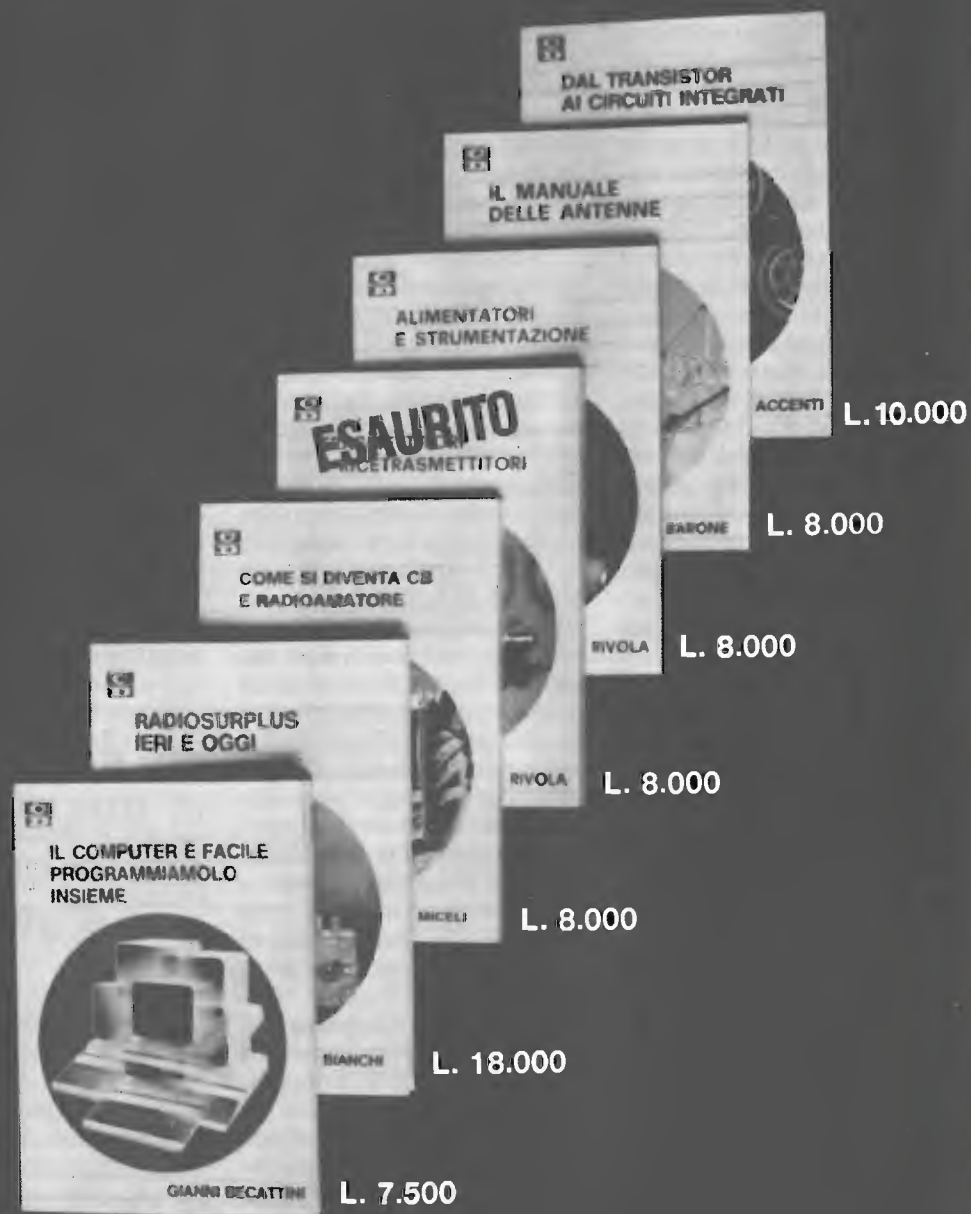 DAL TRANSISTOR
AI CIRCUITI INTEGRATI
ACCENTI
L. 10.000
IL MANUALE
DELLE ANTENNE
BARONE
L. 8.000
ALIMENTATORI
E STRUMENTAZIONE
RIVOLA
L. 8.000
ESAURITO
RICETRASMETTITORI
RIVOLA
L. 8.000
COME SI DIVENTA CB
E RADIOAMATORE
MICELI
L. 8.000
RADIOSURPLUS
IERI E OGGI
BIANCHI
L. 18.000
IL COMPUTER E FACILE
PROGRAMMIAMOLO
INSIEME
GIANNI BECATTINI
L. 7.500